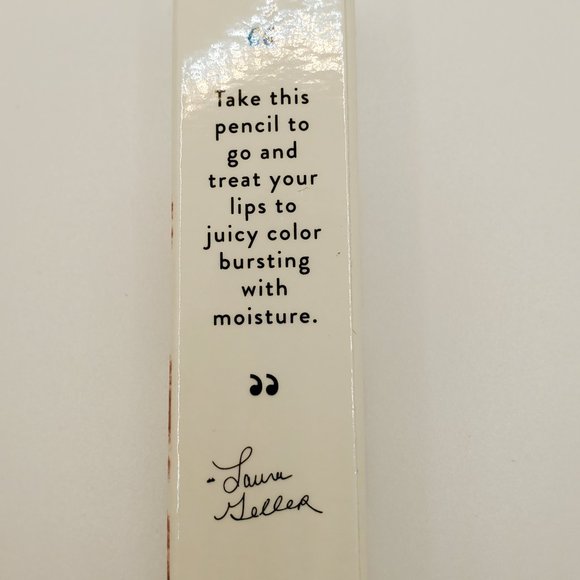 “
Take this
pencil to
go and
treat your
lips to
juicy color
bursting
with
moisture.
”
- Laura
Geller